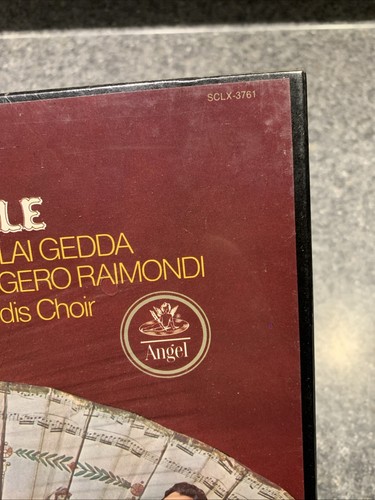 SCLX-3761
LE
LAI GEDDA
GERO RAIMONDI
dis Choir
Angel